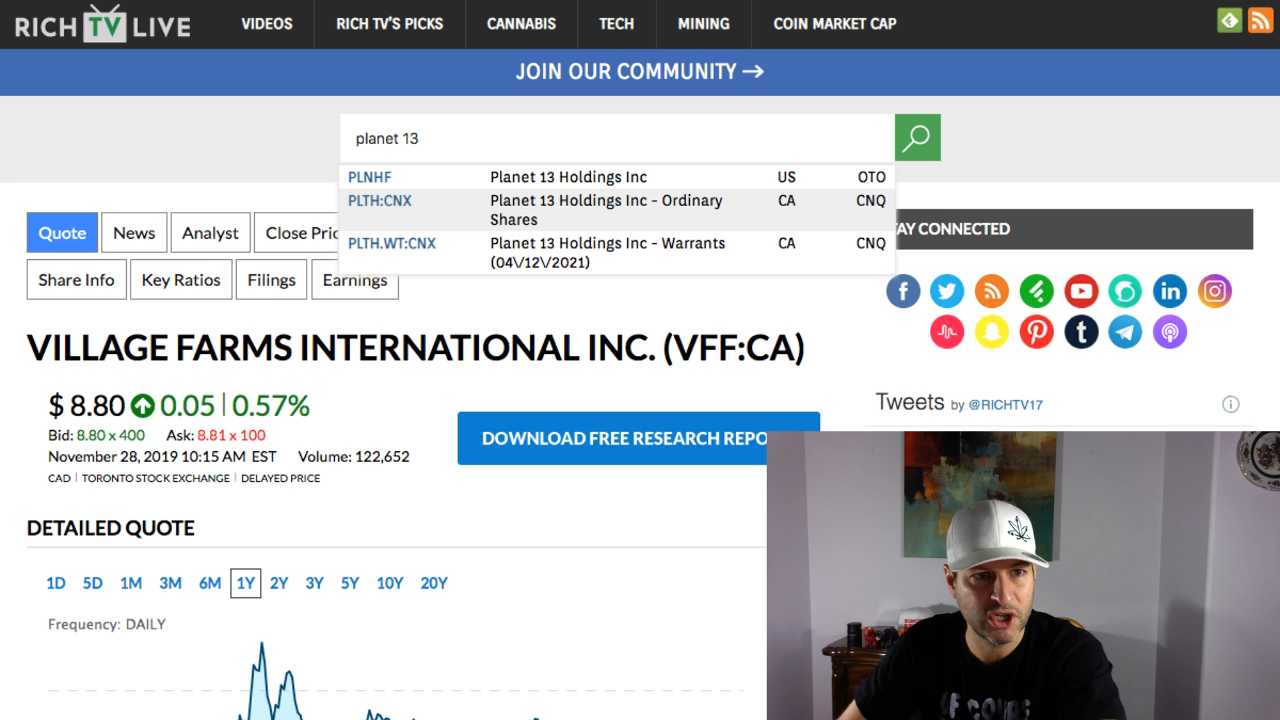 RICH TV LIVE
VIDEOS
RICH TV'S PICKS
CANNABIS
TECH
MINING
COIN MARKET CAP
JOIN OUR COMMUNITY →
planet 13
PLNHF Planet 13 Holdings Inc US OTO
PLTH:CNX Planet 13 Holdings Inc - Ordinary CA CNQ
Shares
PLTH.WT:CNX Planet 13 Holdings Inc - Warrants CA CNQ
(04\/12\/2021)
Quote
News
Analyst
Close Pric
Share Info
Key Ratios
Filings
Earnings
AY CONNECTED
VILLAGE FARMS INTERNATIONAL INC. (VFF:CA)
$ 8.80 0.05 | 0.57%
Bid: 8.80 x 400 Ask: 8.81 x 100
November 28, 2019 10:15 AM EST Volume: 122,652
CAD | TORONTO STOCK EXCHANGE | DELAYED PRICE
DOWNLOAD FREE RESEARCH REPO
Tweets by @RICHTV17
DETAILED QUOTE
1D 5D 1M 3M 6M 1Y 2Y 3Y 5Y 10Y 20Y
Frequency: DAILY
OF COURS